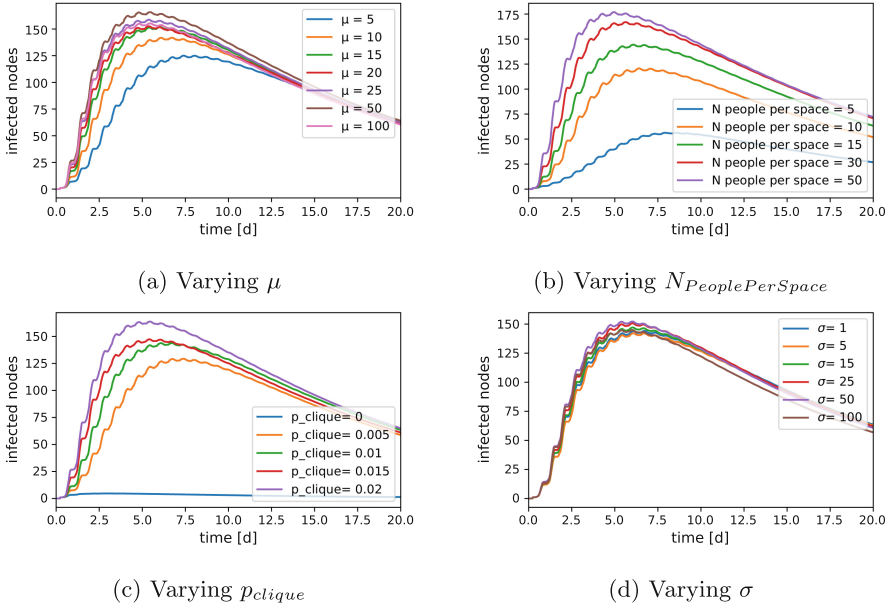 infected nodes
150
125
100
75
50
25
0
0.0 2.5 5.0 7.5 10.0 12.5 15.0 17.5 20.0
time [d]
μ = 5
μ = 10
μ = 15
μ = 20
μ = 25
μ = 50
μ = 100
(a) Varying μ
infected nodes
175
150
125
100
75
50
25
0
0.0 2.5 5.0 7.5 10.0 12.5 15.0 17.5 20.0
time [d]
N people per space = 5
N people per space = 10
N people per space = 15
N people per space = 30
N people per space = 50
(b) Varying N_{PeoplePerSpace}
infected nodes
150
125
100
75
50
25
0
0.0 2.5 5.0 7.5 10.0 12.5 15.0 17.5 20.0
time [d]
p_clique= 0
p_clique= 0.005
p_clique= 0.01
p_clique= 0.015
p_clique= 0.02
(c) Varying p_{clique}
infected nodes
150
125
100
75
50
25
0
0.0 2.5 5.0 7.5 10.0 12.5 15.0 17.5 20.0
time [d]
σ= 1
σ= 5
σ= 15
σ= 25
σ= 50
σ= 100
(d) Varying σ